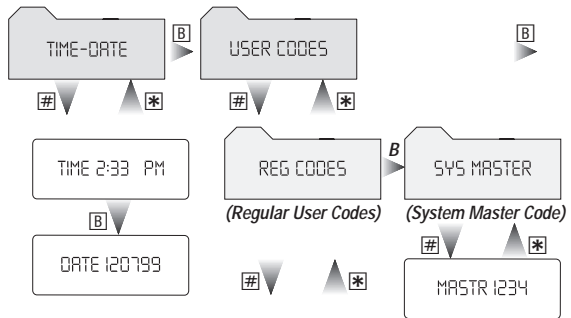 B B
TIME-DATE USER CODES
# * # *
TIME 2:33 PM REG CODES B SYS MASTER
B (Regular User Codes) (System Master Code)
# *
DATE 120799 # * MASTR 1234